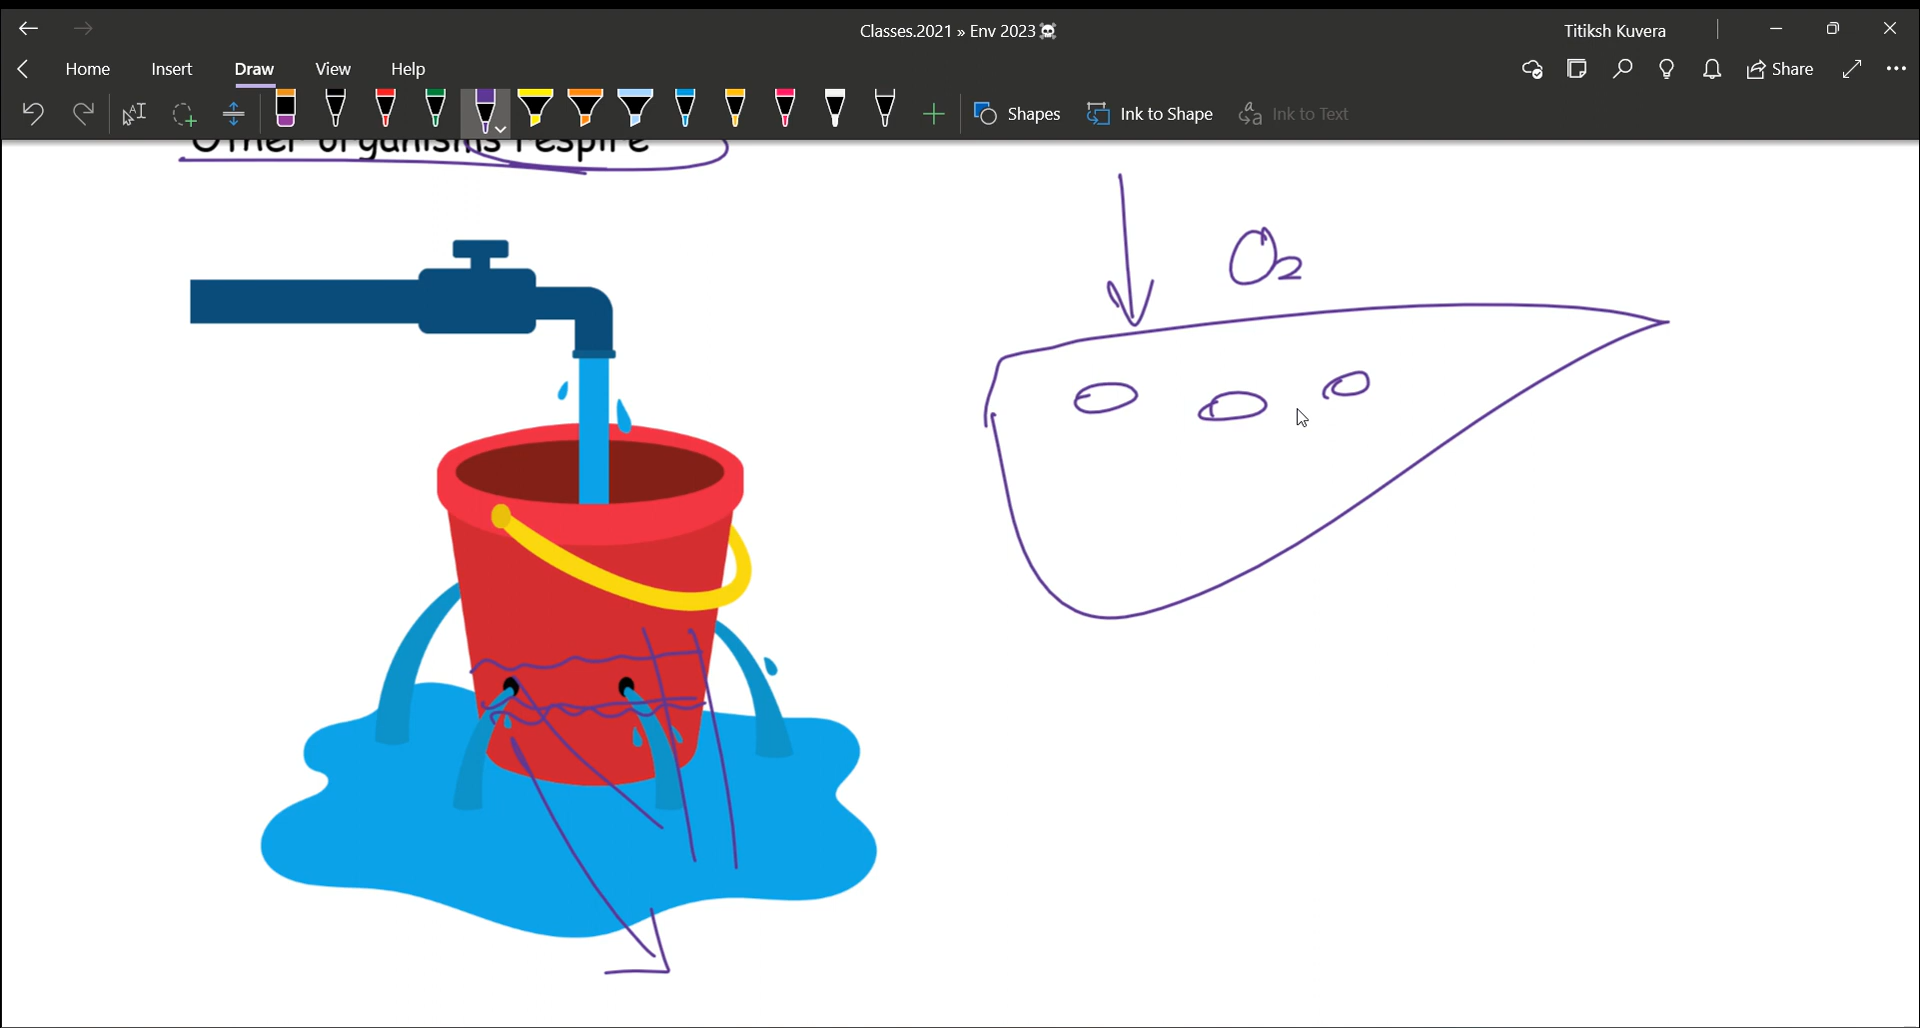 Classes.2021 » Env 2023☠
Titiksh Kuvera
Home Insert Draw View Help
Share
Shapes
Ink to Shape
Ink to Text
Other organisms respire
O2